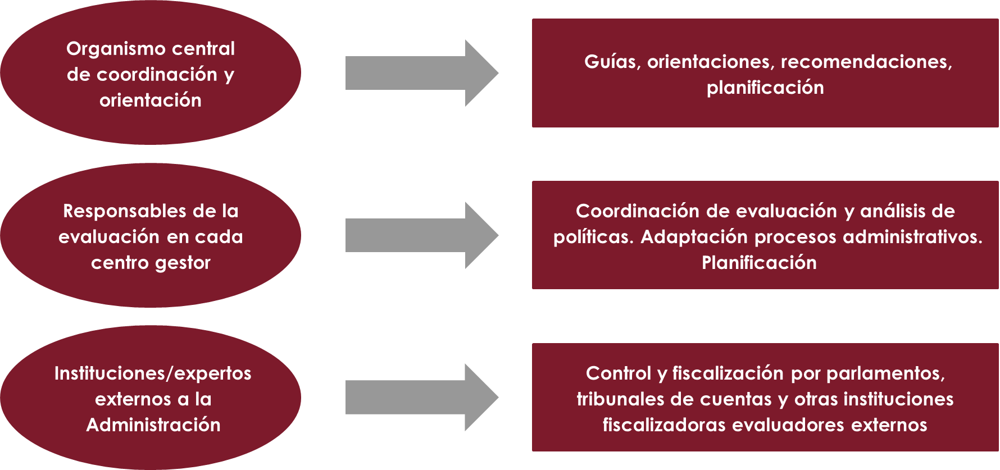 Organismo central
de coordinación y
orientación
Guías, orientaciones, recomendaciones,
planificación
Responsables de la
evaluación en cada
centro gestor
Coordinación de evaluación y análisis de
políticas. Adaptación procesos administrativos.
Planificación
Instituciones/expertos
externos a la
Administración
Control y fiscalización por parlamentos,
tribunales de cuentas y otras instituciones
fiscalizadoras evaluadores externos